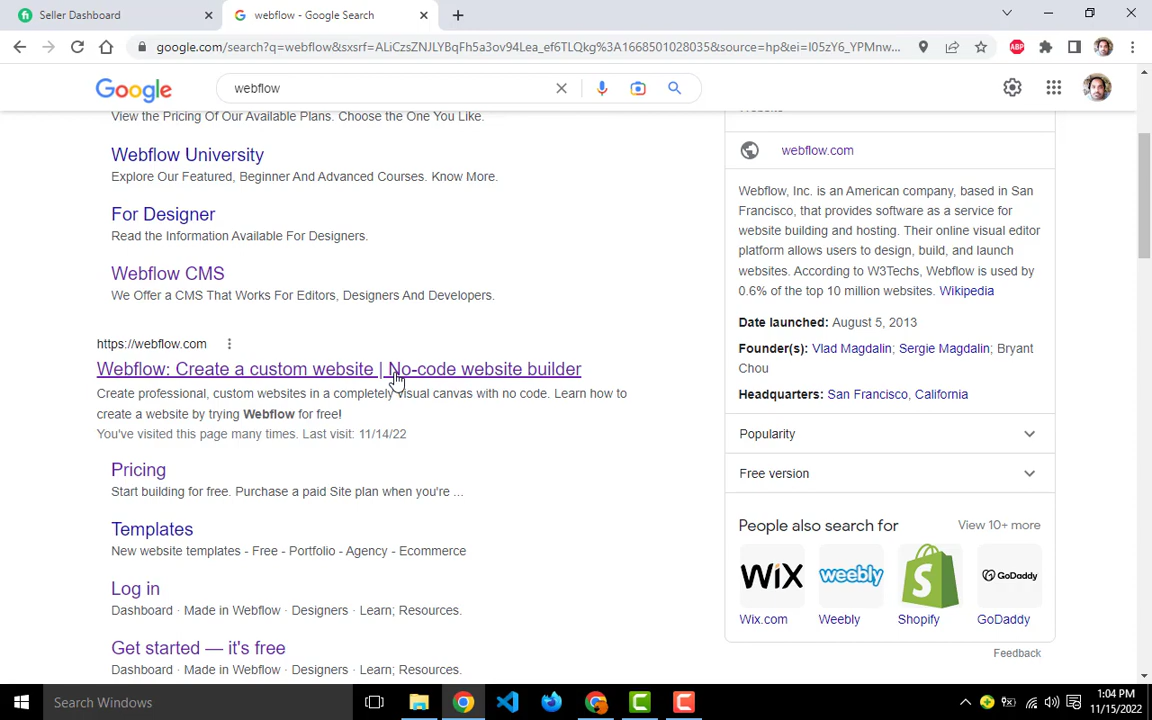 Seller Dashboard
webflow - Google Search
google.com/search?q=webflow&sxsrf=ALiCzsZNJLYBqFh5a3ov94Lea_ef6TLQkg%3A1668501028035&source=hp&ei=I05zY6_YPMnw...
ABP
Google
webflow
View the Pricing Of Our Available Plans. Choose the One You Like.
Webflow University
Explore Our Featured, Beginner And Advanced Courses. Know More.
For Designer
Read the Information Available For Designers.
Webflow CMS
We Offer a CMS That Works For Editors, Designers And Developers.
https://webflow.com
Webflow: Create a custom website | No-code website builder
Create professional, custom websites in a completely visual canvas with no code. Learn how to
create a website by trying Webflow for free!
You've visited this page many times. Last visit: 11/14/22
Pricing
Start building for free. Purchase a paid Site plan when you're ...
Templates
New website templates - Free - Portfolio - Agency - Ecommerce
Log in
Dashboard · Made in Webflow · Designers · Learn; Resources.
Get started — it's free
Dashboard · Made in Webflow · Designers · Learn; Resources.
webflow.com
Webflow, Inc. is an American company, based in San
Francisco, that provides software as a service for
website building and hosting. Their online visual editor
platform allows users to design, build, and launch
websites. According to W3Techs, Webflow is used by
0.6% of the top 10 million websites. Wikipedia
Date launched: August 5, 2013
Founder(s): Vlad Magdalin; Sergie Magdalin; Bryant
Chou
Headquarters: San Francisco, California
Popularity
Free version
People also search for
View 10+ more
WIX
weebly
GoDaddy
Wix.com
Weebly
Shopify
GoDaddy
Feedback
Search Windows
1:04 PM
11/15/2022